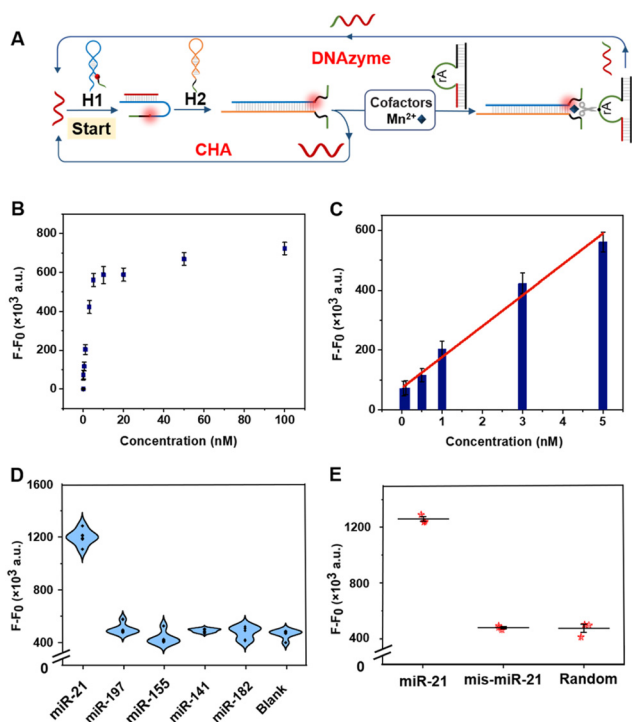 A
DNAzyme
H1
H2
Start
Cofactors
Mn²⁺◆
rA
rA
CHA
B
F-F₀ (×10³ a.u.)
800
600
400
200
0
0 20 40 60 80 100
Concentration (nM)
C
F-F₀ (×10³ a.u.)
600
400
200
0
0 1 2 3 4 5
Concentration (nM)
D
F-F₀ (×10³ a.u.)
1600
1200
800
400
0
miR-21 miR-197 miR-155 miR-141 miR-182 Blank
E
F-F₀ (×10³ a.u.)
1200
800
400
0
miR-21 mis-miR-21 Random